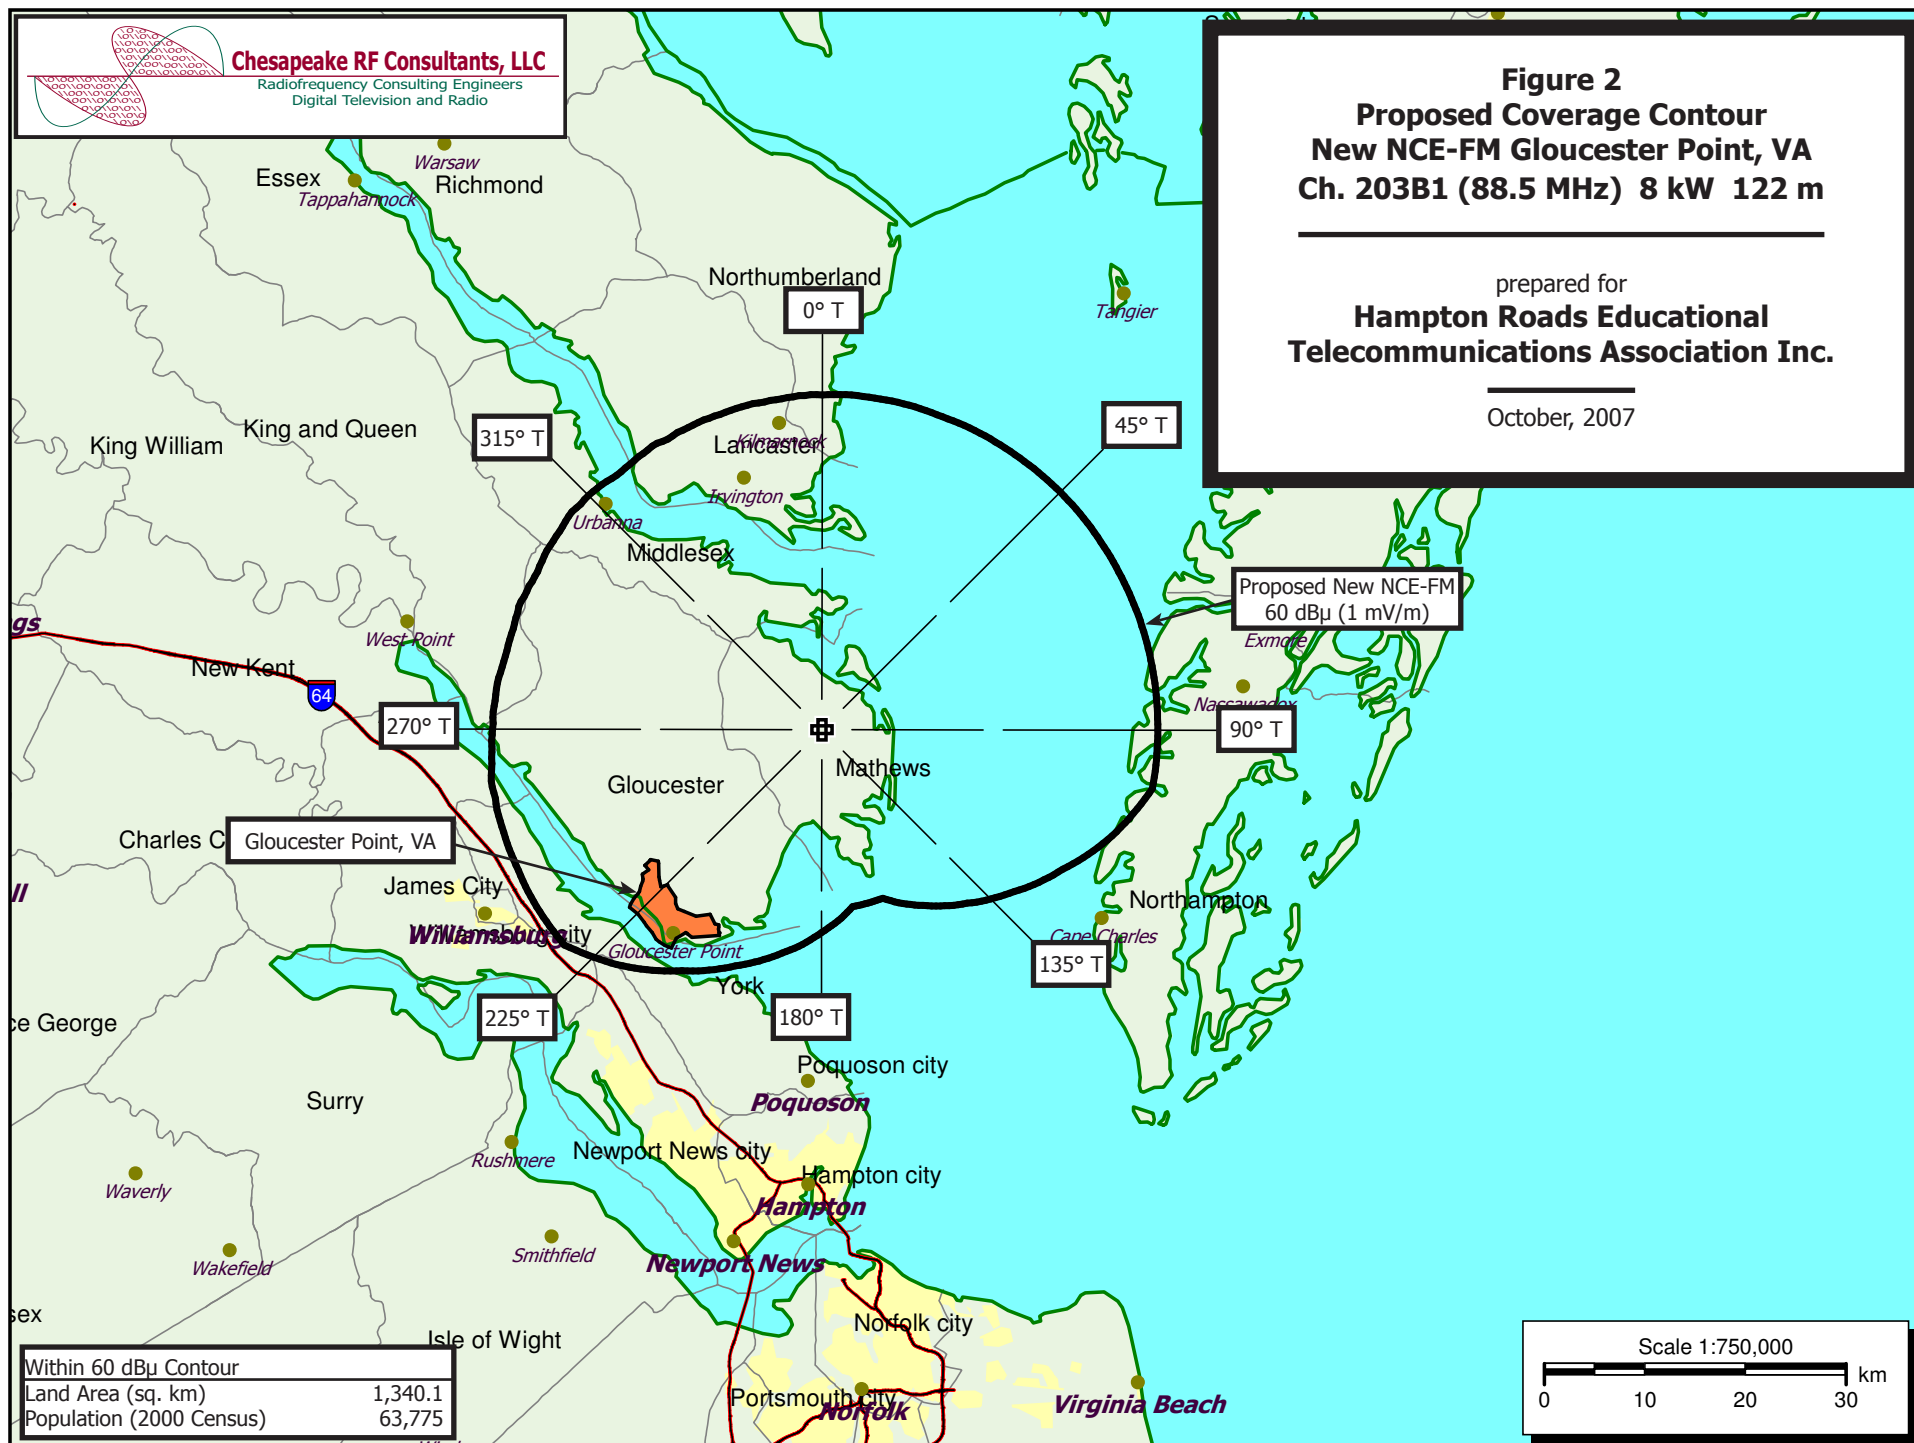 Chesapeake RF Consultants, LLC
Radiofrequency Consulting Engineers
Digital Television and Radio
Figure 2
Proposed Coverage Contour
New NCE-FM Gloucester Point, VA
Ch. 203B1 (88.5 MHz) 8 kW 122 m
prepared for
Hampton Roads Educational
Telecommunications Association Inc.
October, 2007
Warsaw
Essex
Richmond
Tappahannock
Northumberland
0° T
Tangier
45° T
315° T
King and Queen
King William
Kilmarnock
Lancaster
Irvington
Urbanna
Middlesex
Proposed New NCE-FM
60 dBµ (1 mV/m)
Exmore
gs
West Point
New Kent
64
Nassawadox
270° T
90° T
Mathews
Gloucester
Charles C
Gloucester Point, VA
James City
ll
Northampton
Williamsburg city
Williamsburg
Cape Charles
Gloucester Point
135° T
York
225° T
180° T
ce George
Poquoson city
Surry
Poquoson
Newport News city
Rushmere
Hampton city
Waverly
Hampton
Smithfield
Newport News
Wakefield
sex
Norfolk city
Isle of Wight
Portsmouth city
Norfolk
Virginia Beach
Within 60 dBµ Contour
Land Area (sq. km) 1,340.1
Population (2000 Census) 63,775
Scale 1:750,000
km
0 10 20 30